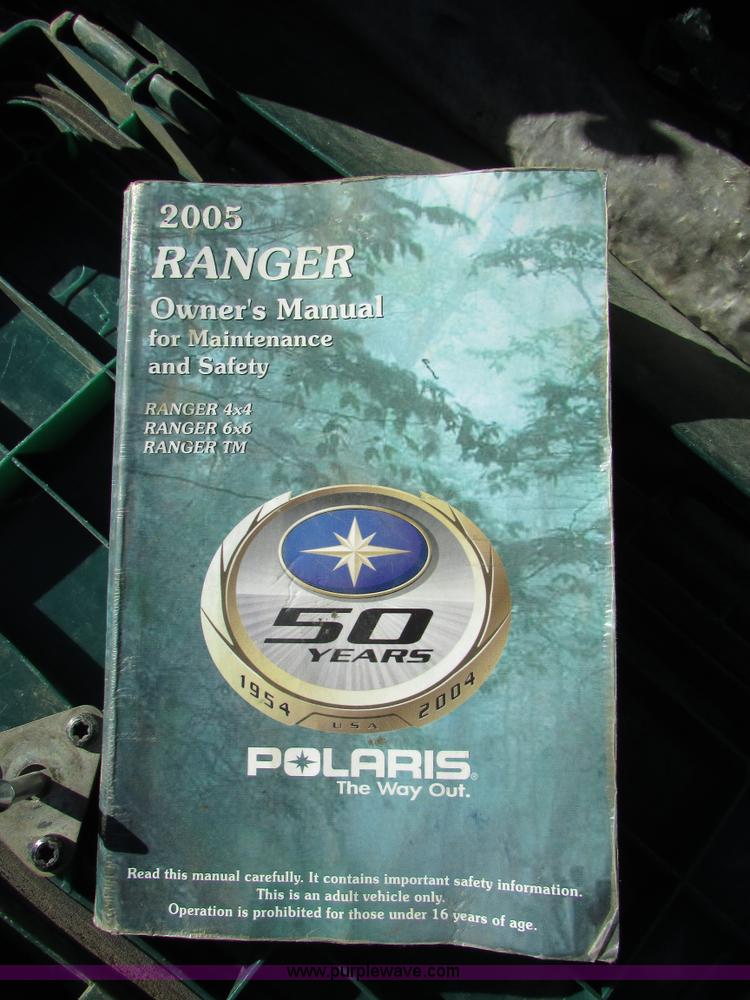 2005
RANGER
Owner's Manual
for Maintenance
and Safety
RANGER 4x4
RANGER 6x6
RANGER TM
50
YEARS
1954 USA 2004
POLARIS®
The Way Out.
Read this manual carefully. It contains important safety information.
This is an adult vehicle only.
Operation is prohibited for those under 16 years of age.
www.purplewave.com